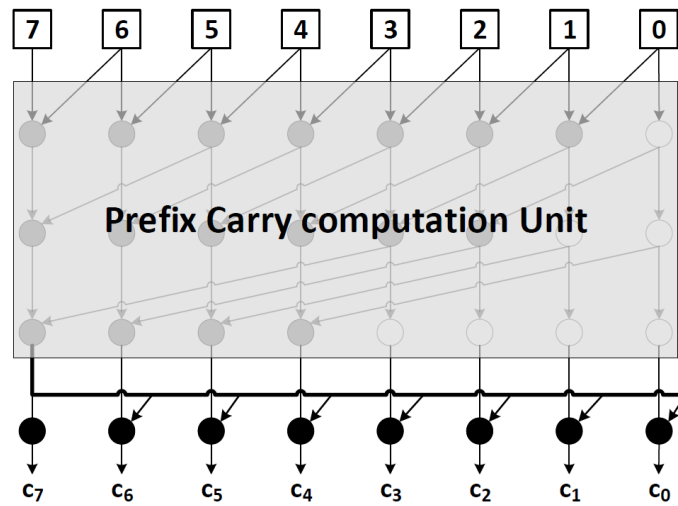 7 6 5 4 3 2 1 0
Prefix Carry computation Unit
c₇ c₆ c₅ c₄ c₃ c₂ c₁ c₀